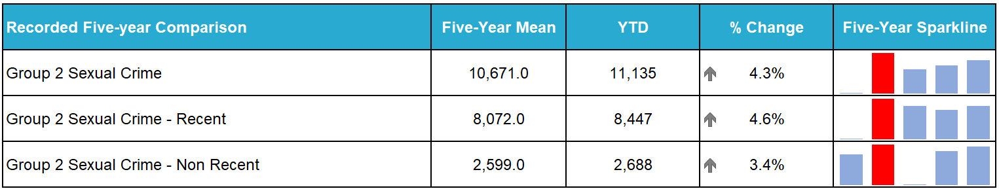 Recorded Five-year Comparison Five-Year Mean YTD % Change Five-Year Sparkline
Group 2 Sexual Crime 10,671.0 11,135 4.3%
Group 2 Sexual Crime - Recent 8,072.0 8,447 4.6%
Group 2 Sexual Crime - Non Recent 2,599.0 2,688 3.4%